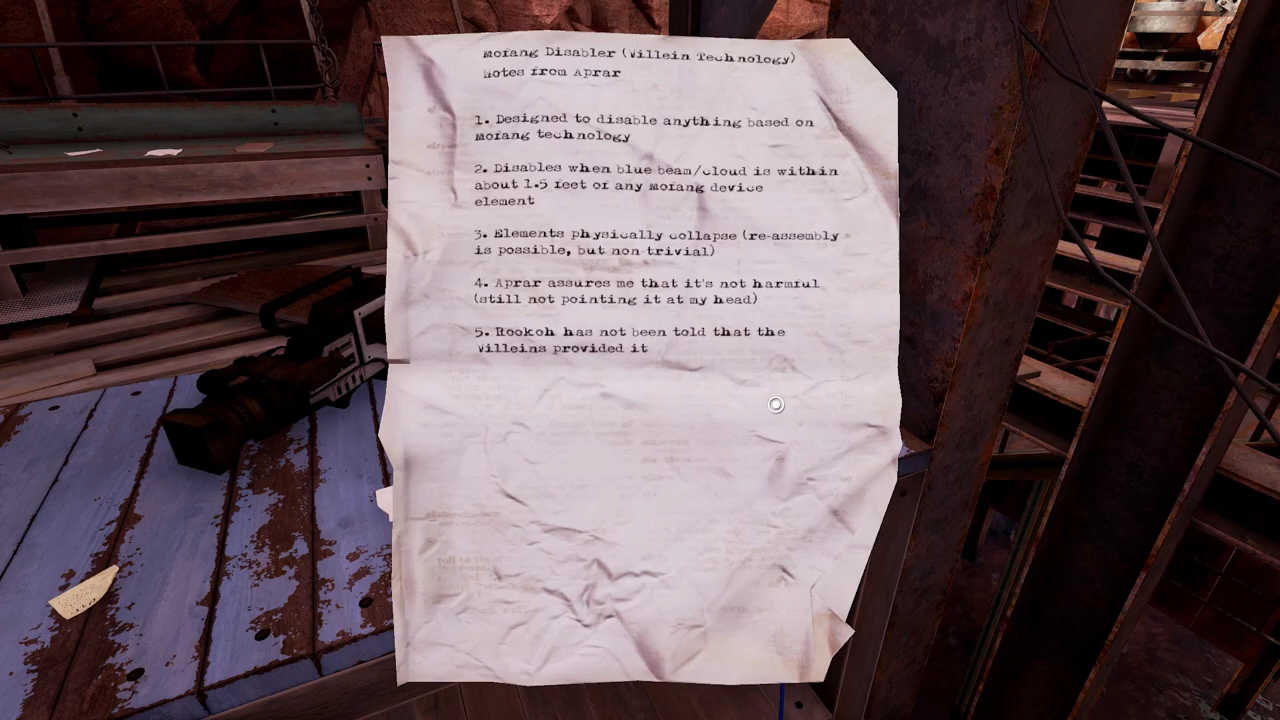 Mofang Disabler (Villein Technology)
Notes from Aprar
1. Designed to disable anything based on
Mofang technology
2. Disables when blue beam/cloud is within
about 1.5 feet of any Mofang device
element
3. Elements physically collapse (re-assembly
is possible, but non-trivial)
4. Aprar assures me that it's not harmful
(still not pointing it at my head)
5. Rookoh has not been told that the
Villeins provided it